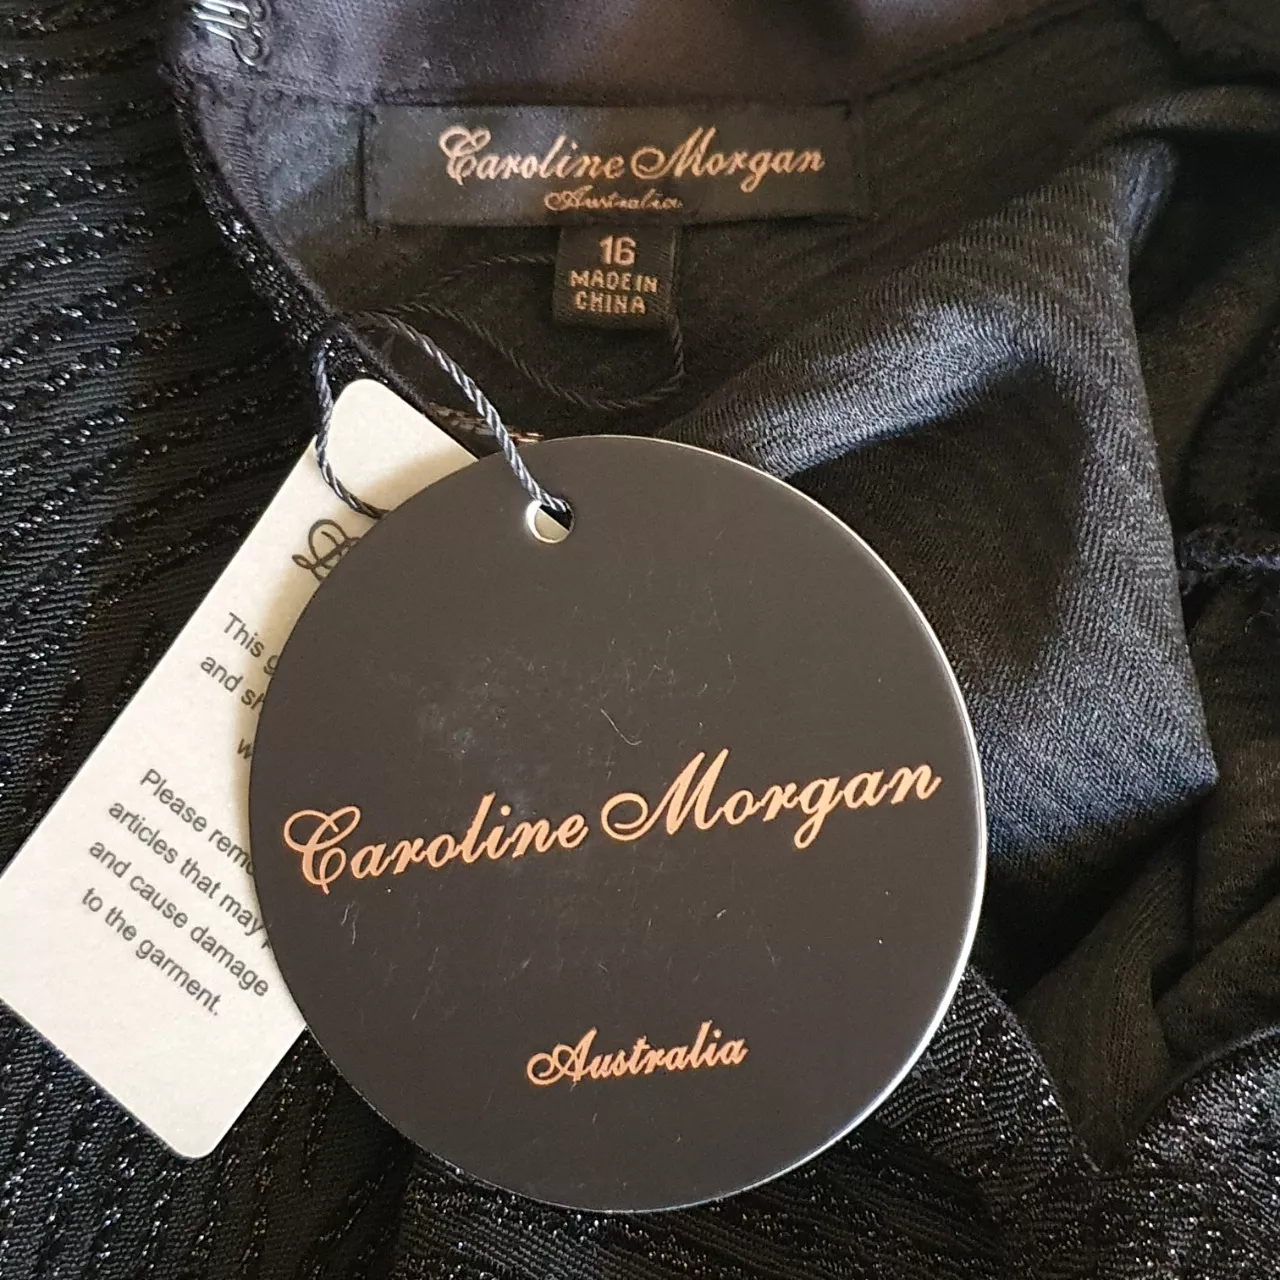 Caroline Morgan
Australia
16
MADE IN
CHINA
This
and
Please
articles that may
and cause damage
to the garment.
Caroline Morgan
Australia